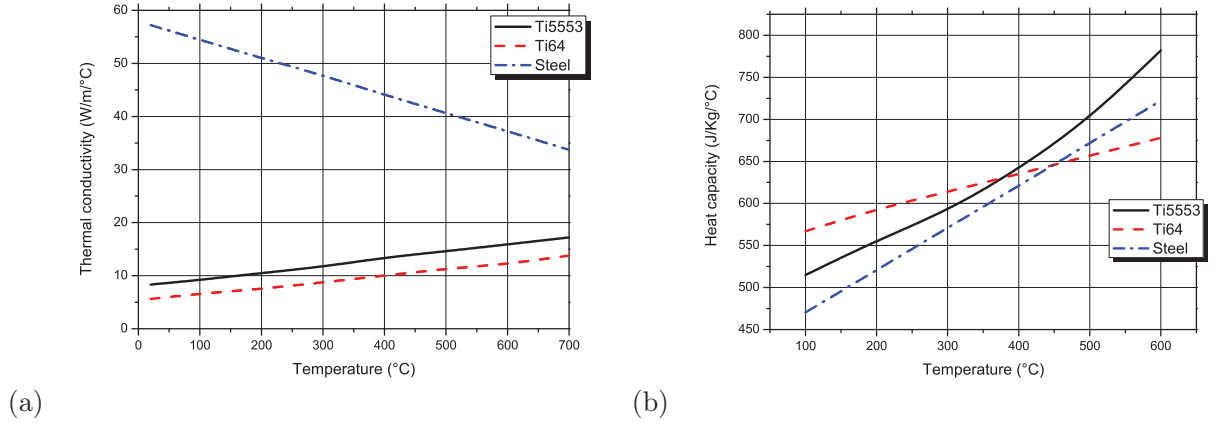 60
50
40
30
20
10
0
Thermal conductivity (W/m/°C)
0 100 200 300 400 500 600 700
Temperature (°C)
Ti5553
Ti64
Steel
(a)
800
750
700
650
600
550
500
450
Heat capacity (J/Kg/°C)
100 200 300 400 500 600
Temperature (°C)
Ti5553
Ti64
Steel
(b)